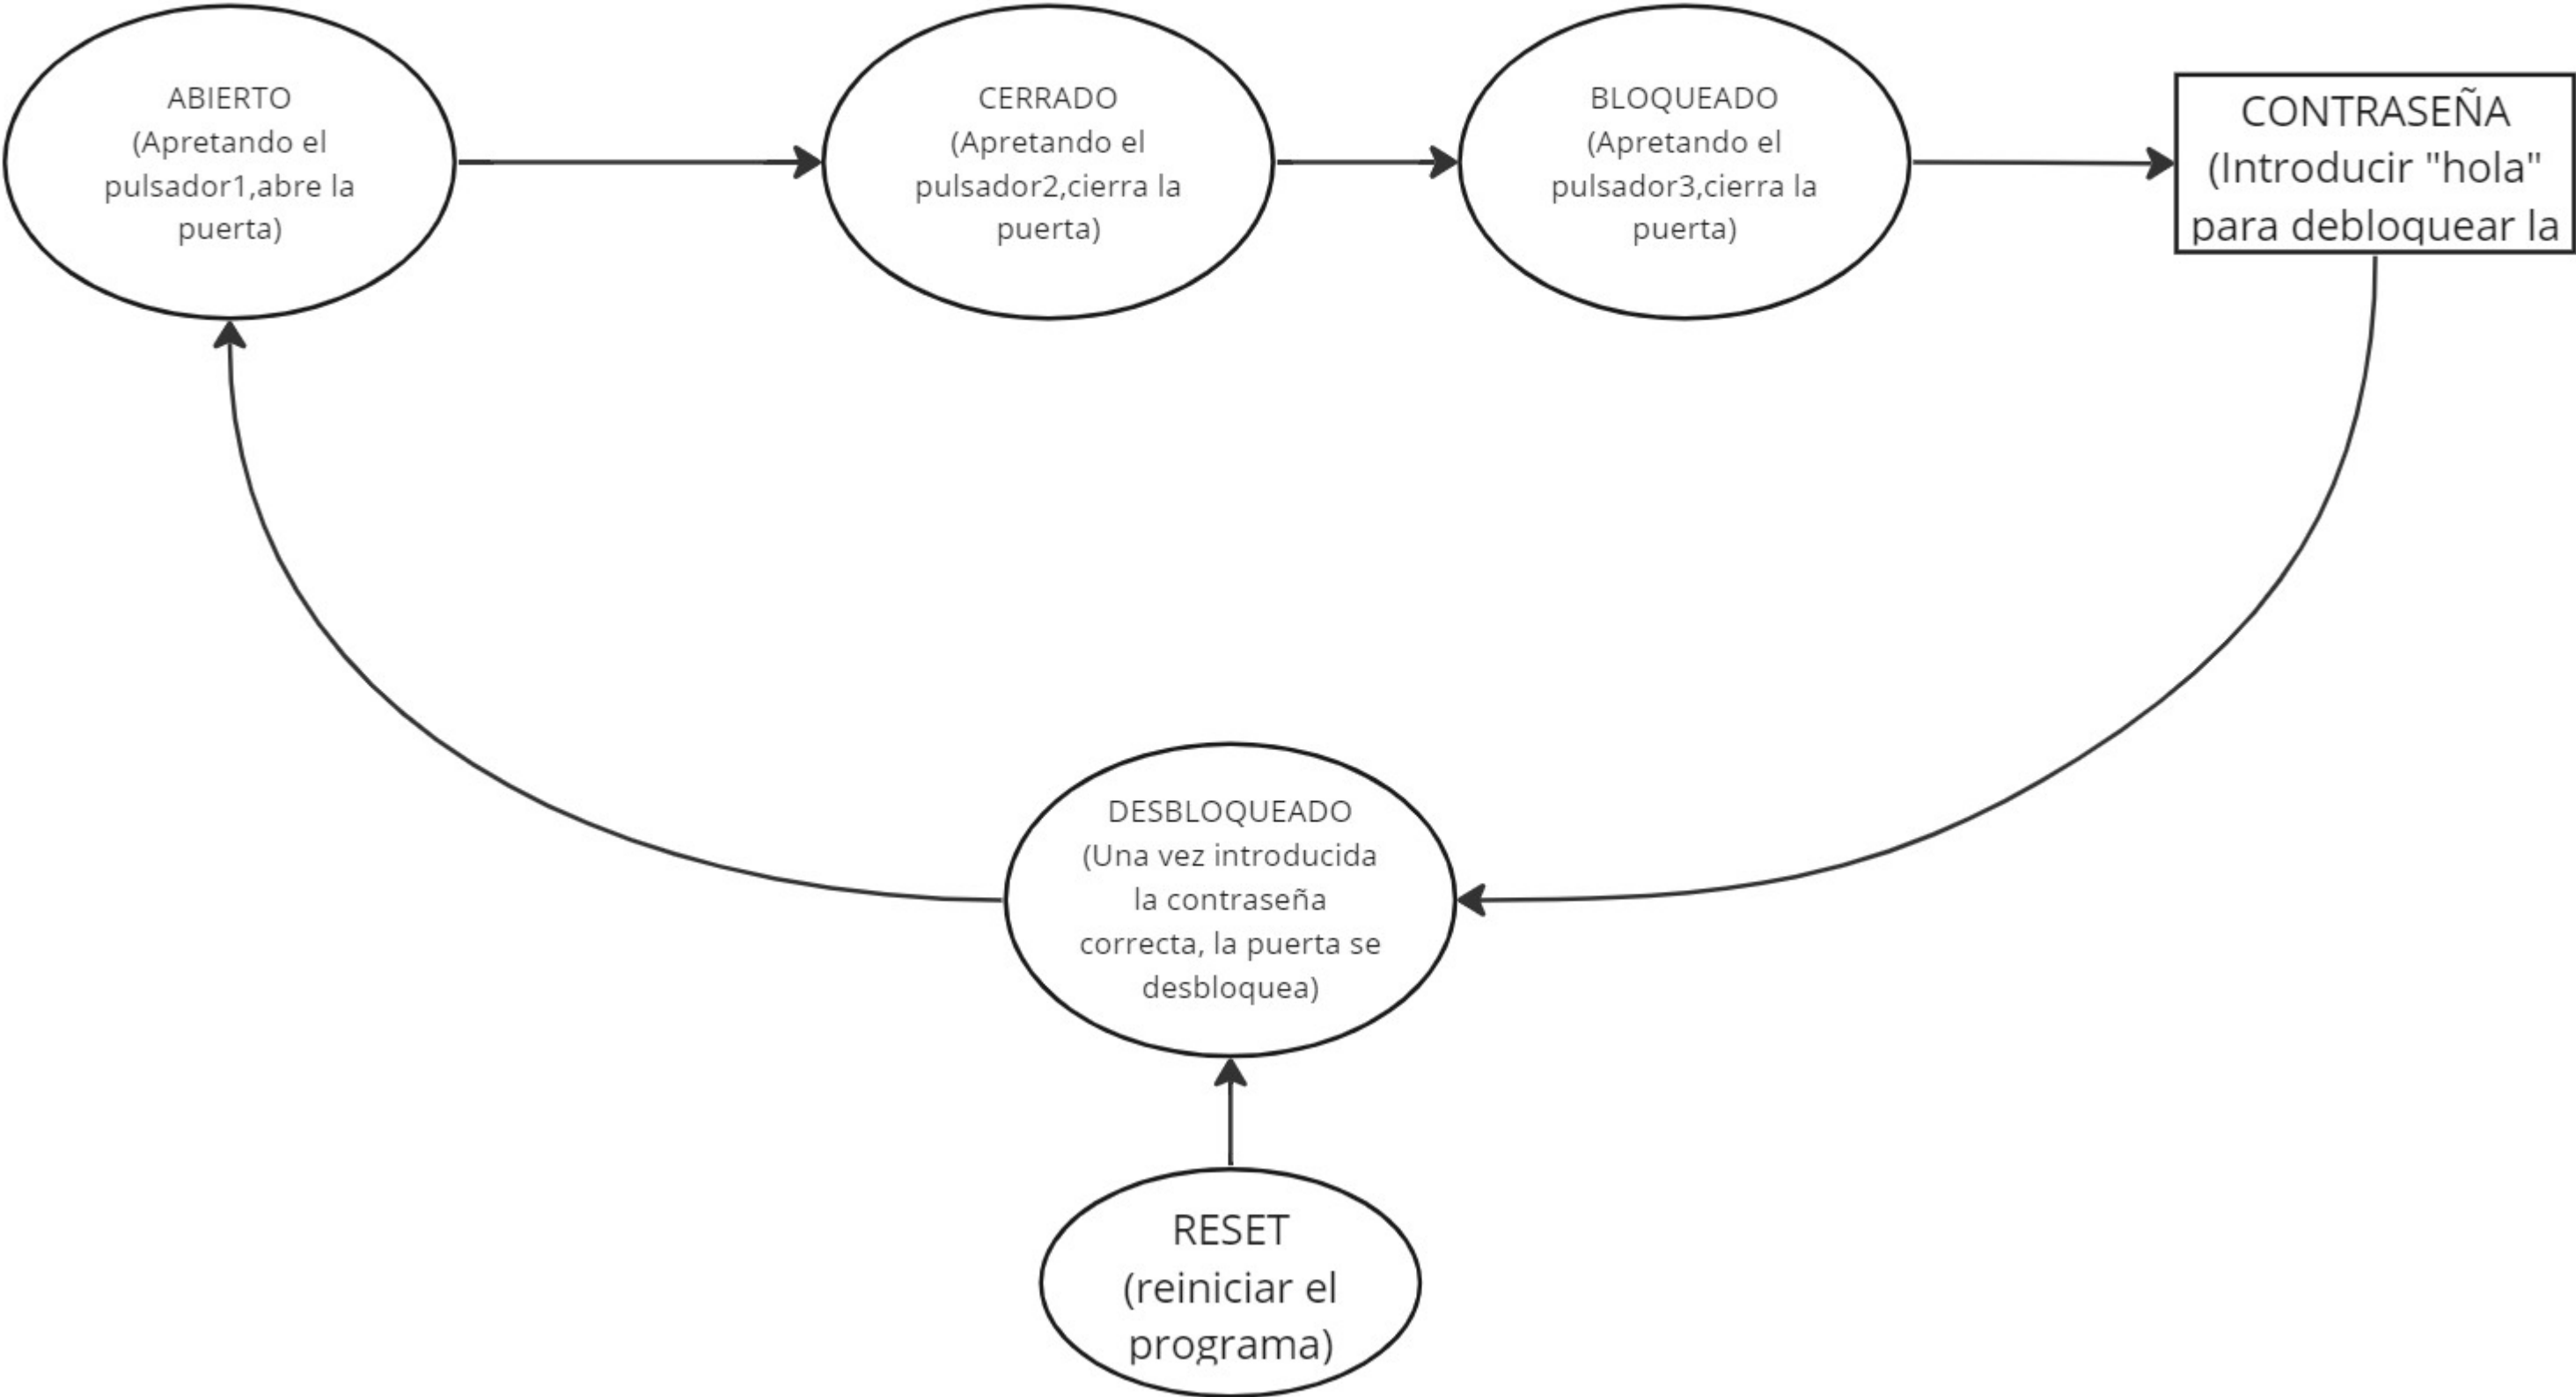 ABIERTO
(Apretando el
pulsador1,abre la
puerta)
CERRADO
(Apretando el
pulsador2,cierra la
puerta)
BLOQUEADO
(Apretando el
pulsador3,cierra la
puerta)
CONTRASEÑA
(Introducir "hola"
para debloquear la
DESBLOQUEADO
(Una vez introducida
la contraseña
correcta, la puerta se
desbloquea)
RESET
(reiniciar el
programa)